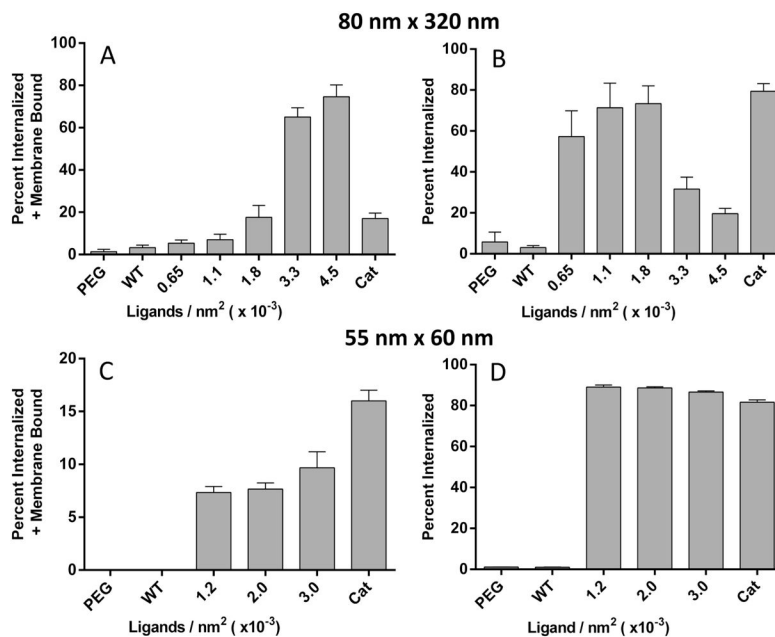 80 nm x 320 nm
A
Percent Internalized
+ Membrane Bound
100
80
60
40
20
0
PEG
WT
0.65
1.1
1.8
3.3
4.5
Cat
Ligands / nm² ( x 10⁻³)
B
Percent Internalized
100
80
60
40
20
0
PEG
WT
0.65
1.1
1.8
3.3
4.5
Cat
Ligands / nm² ( x 10⁻³)
55 nm x 60 nm
C
Percent Internalized
+ Membrane Bound
20
15
10
5
0
PEG
WT
1.2
2.0
3.0
Cat
Ligands / nm² ( x 10⁻³)
D
Percent Internalized
100
80
60
40
20
0
PEG
WT
1.2
2.0
3.0
Cat
Ligand / nm² ( x 10⁻³)